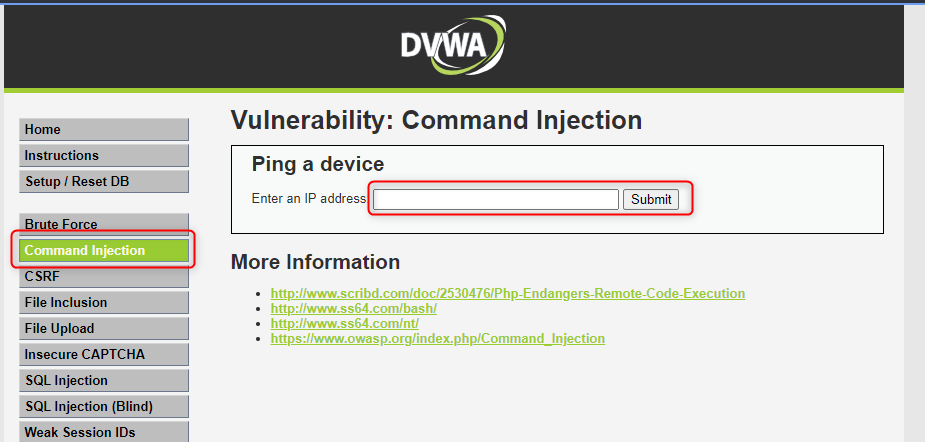 DVWA
Home
Instructions
Setup / Reset DB
Brute Force
Command Injection
CSRF
File Inclusion
File Upload
Insecure CAPTCHA
SQL Injection
SQL Injection (Blind)
Weak Session IDs
Vulnerability: Command Injection
Ping a device
Enter an IP address Submit
More Information
http://www.scribd.com/doc/2530476/Php-Endangers-Remote-Code-Execution
http://www.ss64.com/bash/
http://www.ss64.com/nt/
https://www.owasp.org/index.php/Command_Injection